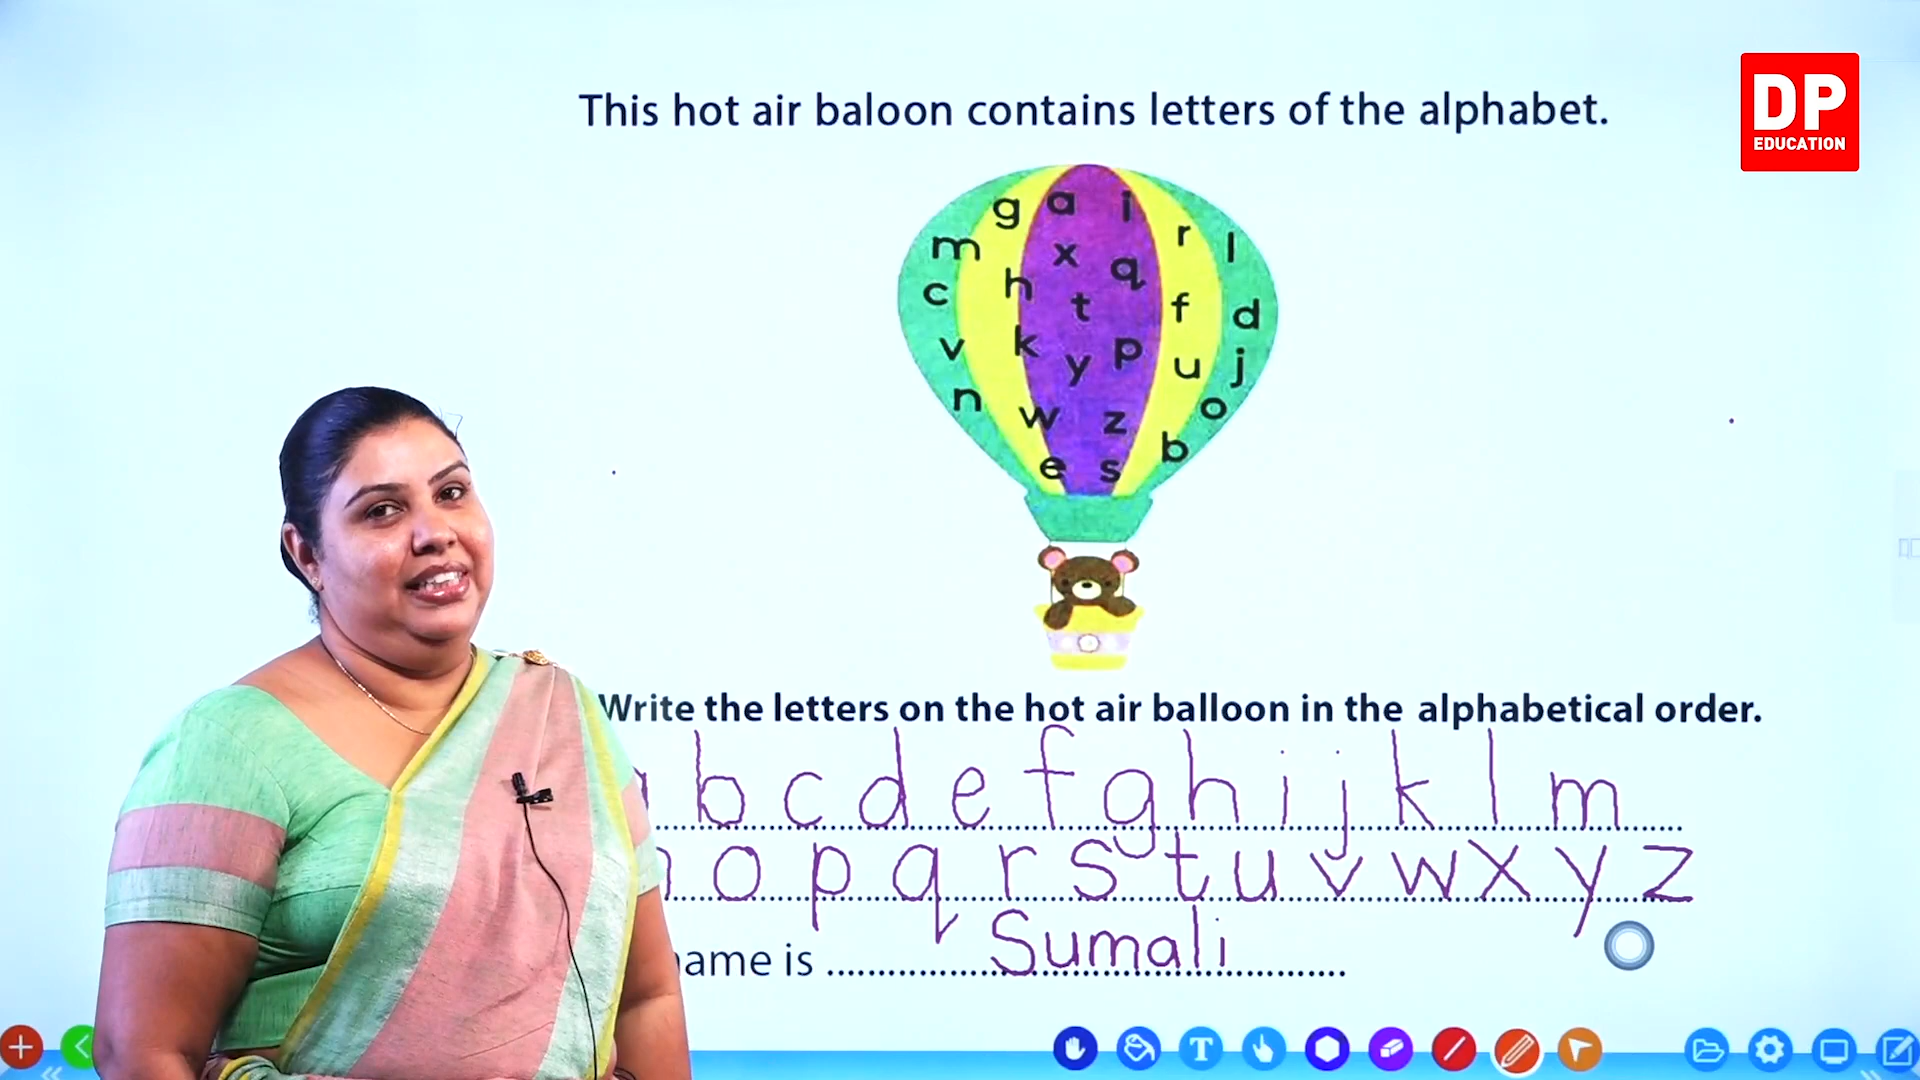 This hot air baloon contains letters of the alphabet.
DP
EDUCATION
g a i
m x q r l
c h t f d
v k y p u j
n w z o
e s b
Write the letters on the hot air balloon in the alphabetical order.
b c d e f g h i j k l m
o p q r s t u v w x y z
name is Sumali